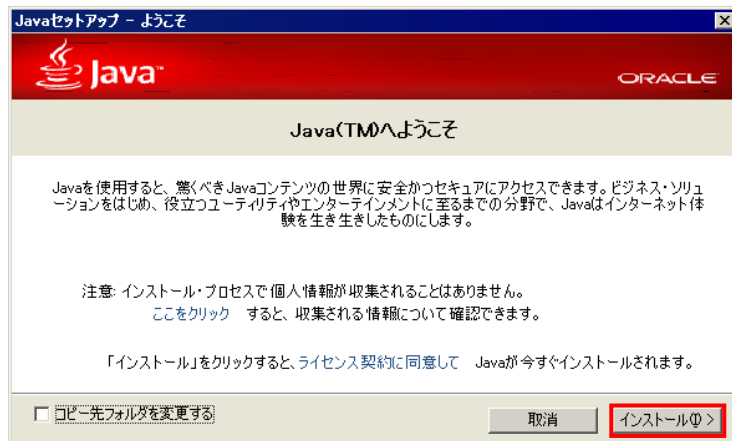 Javaセットアップ - ようこそ
Java™
ORACLE
Java(TM)へようこそ
Javaを使用すると、驚くべきJavaコンテンツの世界に安全かつセキュアにアクセスできます。ビジネス・ソリュ
ーションをはじめ、役立つユーティリティやエンターテインメントに至るまでの分野で、Javaはインターネット体
験を生き生きしたものにします。
注意: インストール・プロセスで個人情報が収集されることはありません。
ここをクリック すると、収集される情報について確認できます。
「インストール」をクリックすると、ライセンス契約に同意して Javaが今すぐインストールされます。
コピー先フォルダを変更する
取消
インストール(I) >